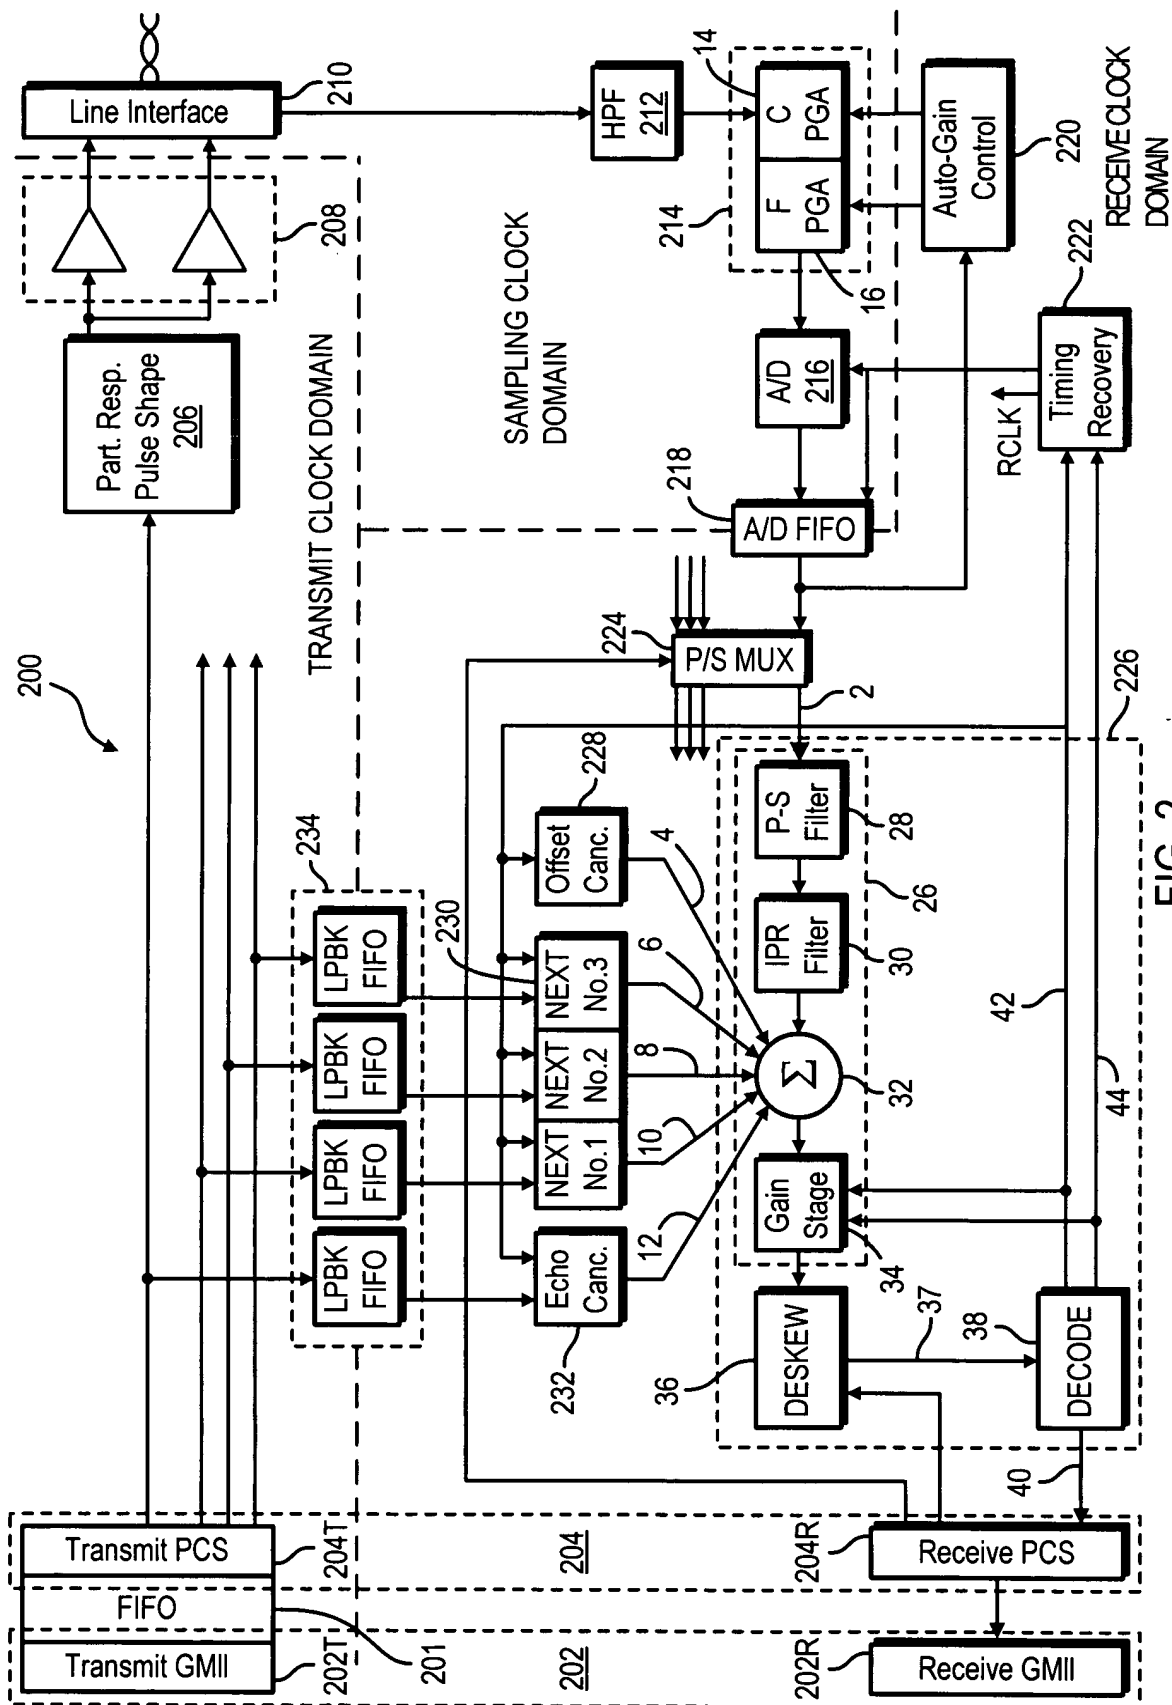 200
Transmit GMII
FIFO
Transmit PCS
202T
201
204T
Part. Resp.
Pulse Shape
206
208
Line Interface
210
TRANSMIT CLOCK DOMAIN
234
LPBK
FIFO
LPBK
FIFO
LPBK
FIFO
LPBK
FIFO
202
204
SAMPLING CLOCK
DOMAIN
HPF
212
230
228
Echo
Canc.
232
NEXT
No.1
NEXT
No.2
NEXT
No.3
Offset
Canc.
224
P/S MUX
218
A/D FIFO
A/D
216
214
F
PGA
C
PGA
14
16
12
10
8
6
4
2
36
DESKEW
Gain
Stage
34
Σ
32
IPR
Filter
30
P-S
Filter
28
26
37
38
DECODE
40
42
44
226
RCLK
Timing
Recovery
222
Auto-Gain
Control
220
RECEIVE CLOCK
DOMAIN
202R
Receive GMII
204R
Receive PCS
FIG. 2